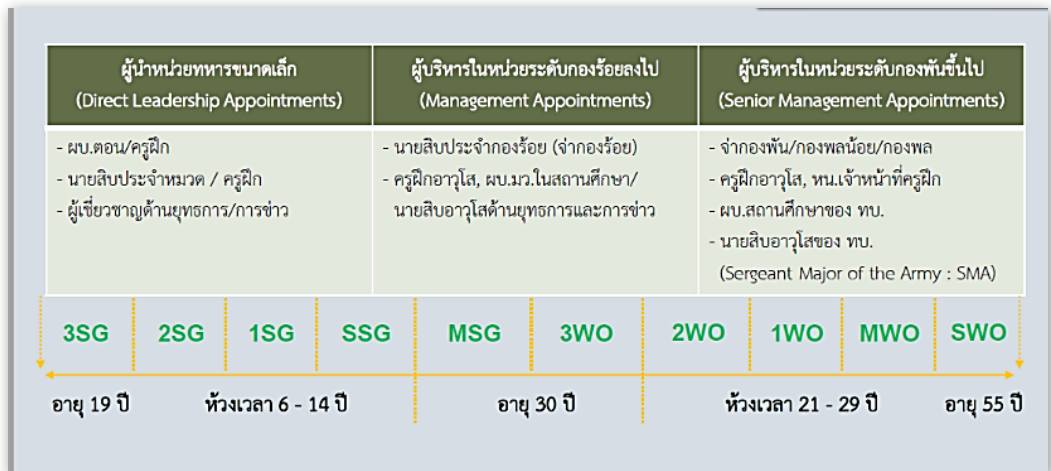 ผู้นำหน่วยทหารขนาดเล็ก
(Direct Leadership Appointments)
ผู้บริหารในหน่วยระดับกองร้อยลงไป
(Management Appointments)
ผู้บริหารในหน่วยระดับกองพันขึ้นไป
(Senior Management Appointments)
- ผบ.ตอน/ครูฝึก
- นายสิบประจำหมวด / ครูฝึก
- ผู้เชี่ยวชาญด้านยุทธการ/การข่าว
- นายสิบประจำกองร้อย (จ่ากองร้อย)
- ครูฝึกอาวุโส, ผบ.มว.ในสถานศึกษา/
นายสิบอาวุโสด้านยุทธการและการข่าว
- จ่ากองพัน/กองพลน้อย/กองพล
- ครูฝึกอาวุโส, หน.เจ้าหน้าที่ครูฝึก
- ผบ.สถานศึกษาของ ทบ.
- นายสิบอาวุโสของ ทบ.
(Sergeant Major of the Army : SMA)
3SG 2SG 1SG SSG MSG 3WO 2WO 1WO MWO SWO
อายุ 19 ปี ห้วงเวลา 6 - 14 ปี อายุ 30 ปี ห้วงเวลา 21 - 29 ปี อายุ 55 ปี